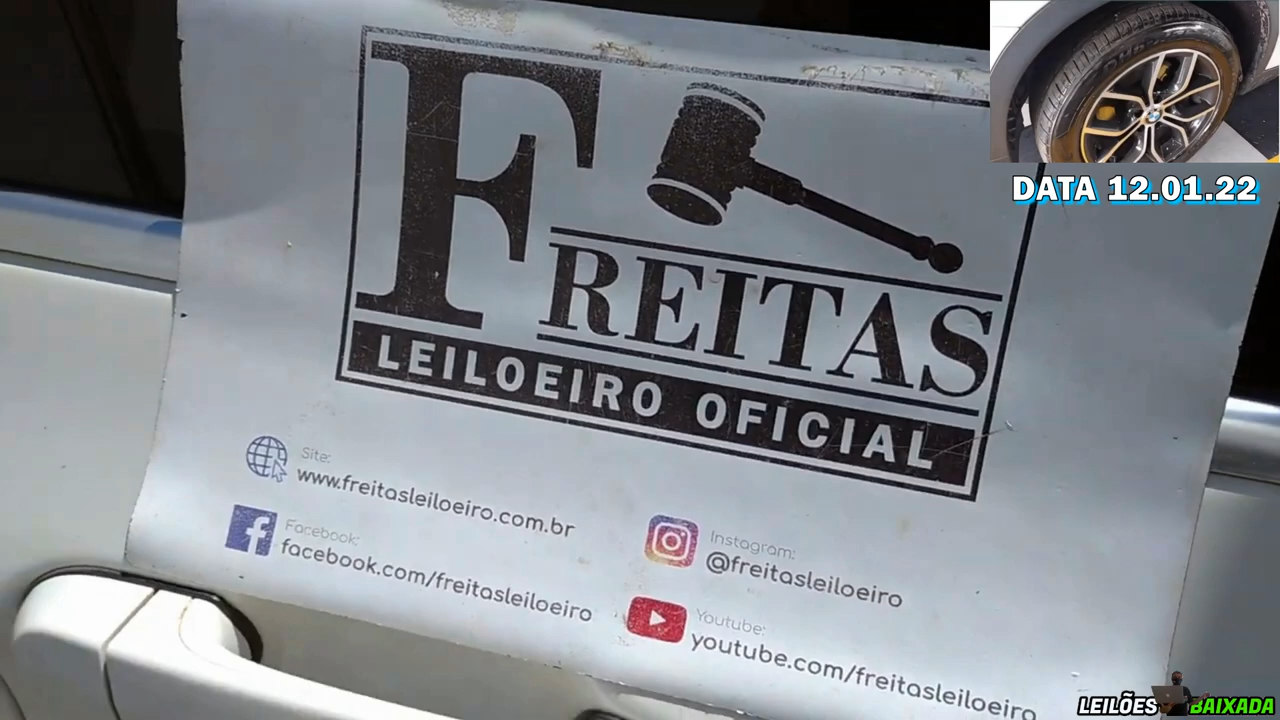 DATA 12.01.22
FREITAS
LEILOEIRO OFICIAL
Site:
www.freitasleiloeiro.com.br
Facebook:
facebook.com/freitasleiloeiro
Instagram:
@freitasleiloeiro
Youtube:
youtube.com/freitasleiloeiro
LEILÕES BAIXADA